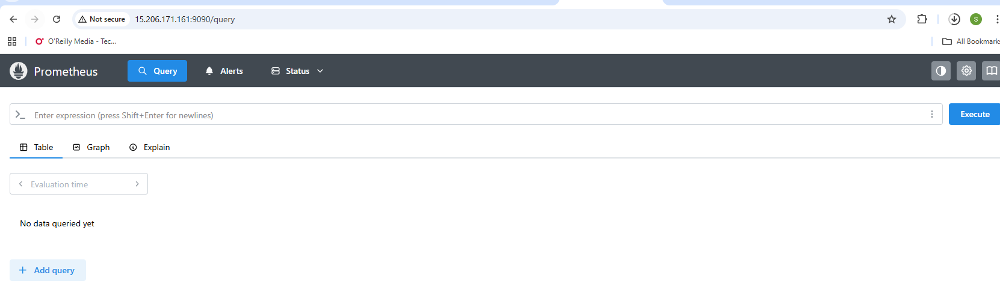 Not secure 15.206.171.161:9090/query S
O'Reilly Media - Tec... All Bookmarks
Prometheus Query Alerts Status
Enter expression (press Shift+Enter for newlines) Execute
Table Graph Explain
Evaluation time
No data queried yet
Add query